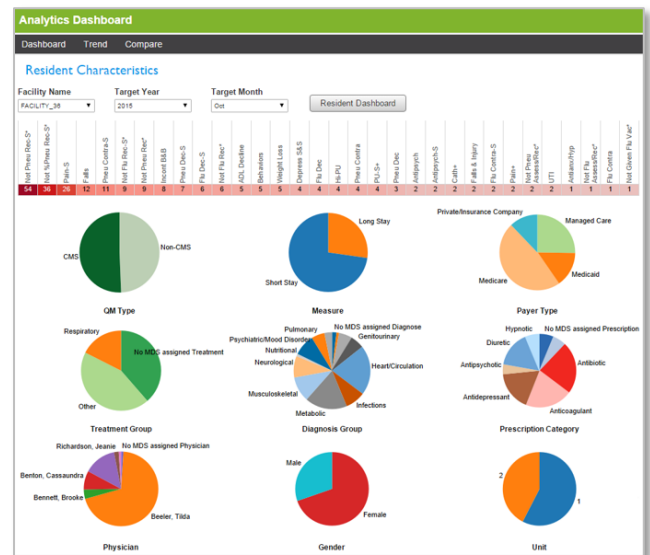 Analytics Dashboard
Dashboard Trend Compare
Resident Characteristics
Facility Name Target Year Target Month
FACILITY_38 2015 Oct Resident Dashboard
Not Pneu Rec-S*
Not %Pneu Rec-S*
Pain-S
Falls
Pneu Contra-S
Not Flu Rec-S*
Not Pneu Rec*
Incont B&B
Pneu Dec-S
Flu Dec-S
Not Flu Rec*
ADL Decline
Behaviors
Weight Loss
Depress S&S
Flu Dec
Hi-PU
Pneu Contra
PU-S+
Pneu Dec
Antipsych
Antipsych-S
Cath+
Falls & Injury
Flu Contra-S
Pain+
Not Pneu Assess/Rec*
UTI
Antianx/Hyp
Not Flu Assess/Rec*
Flu Contra
Not Given Flu Vac*
54 36 26 12 11 9 9 8 7 6 6 5 5 5 4 4 4 4 4 3 2 2 2 2 2 2 2 2 1 1 1 1
CMS Non-CMS
QM Type
Long Stay
Short Stay
Measure
Private/Insurance Company Managed Care
Medicare Medicaid
Payer Type
Respiratory
No MDS assigned Treatment
Other
Treatment Group
Pulmonary No MDS assigned Diagnose
Psychiatric/Mood Disorder Genitourinary
Nutritional
Neurological Heart/Circulation
Musculoskeletal
Metabolic Infections
Diagnosis Group
Hypnotic No MDS assigned Prescription
Diuretic
Antipsychotic Antibiotic
Antidepressant
Anticoagulant
Prescription Category
Richardson, Jeanie No MDS assigned Physician
Benton, Cassaundra
Bennett, Brooke
Beeler, Tilda
Physician
Male
Female
Gender
2
1
Unit